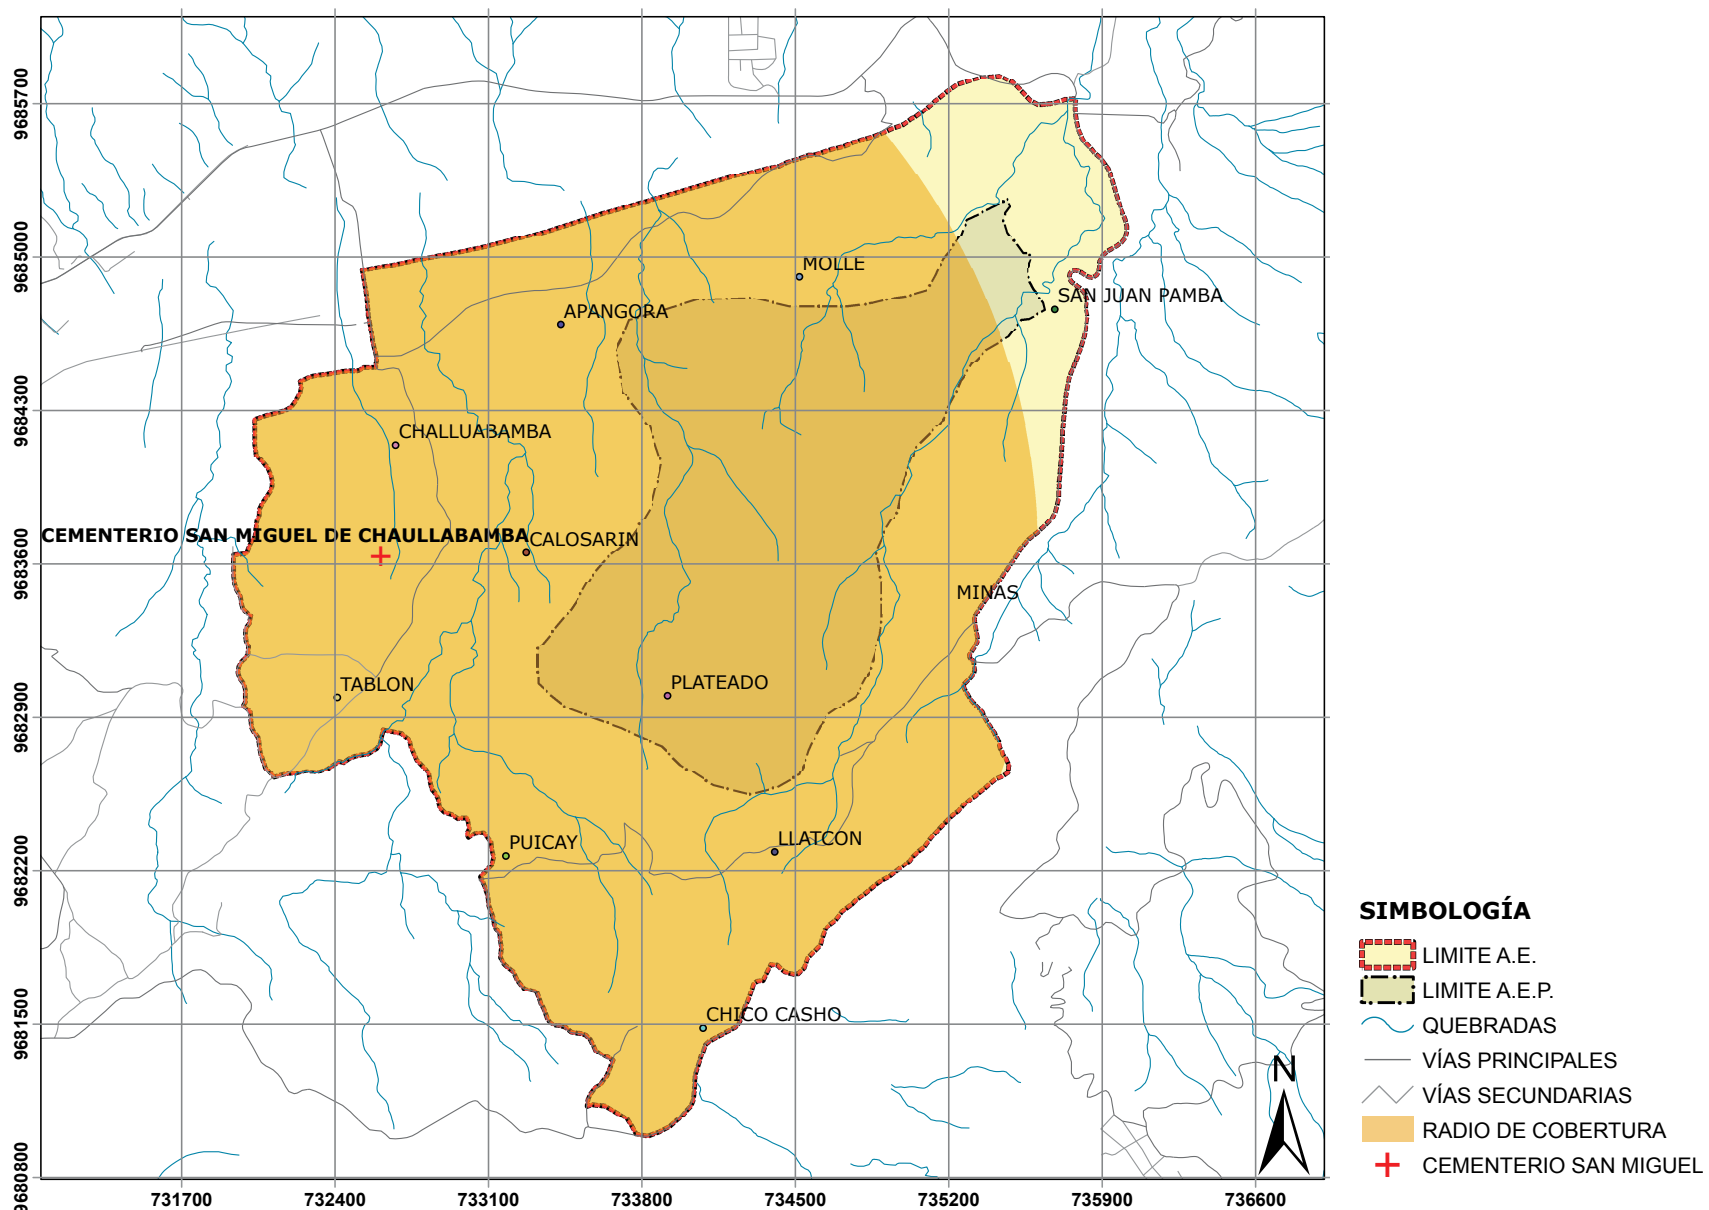 9685700
9685000
9684300
9683600
9682900
9682200
9681500
9680800
MOLLE
SAN JUAN PAMBA
APANGORA
CHALLUABAMBA
CEMENTERIO SAN MIGUEL DE CHAULLABAMBA
CALOSARIN
MINAS
TABLON
PLATEADO
PUICAY
LLATCON
CHICO CASHO
N
731700
732400
733100
733800
734500
735200
735900
736600
SIMBOLOGÍA
LIMITE A.E.
LIMITE A.E.P.
QUEBRADAS
VÍAS PRINCIPALES
VÍAS SECUNDARIAS
RADIO DE COBERTURA
CEMENTERIO SAN MIGUEL